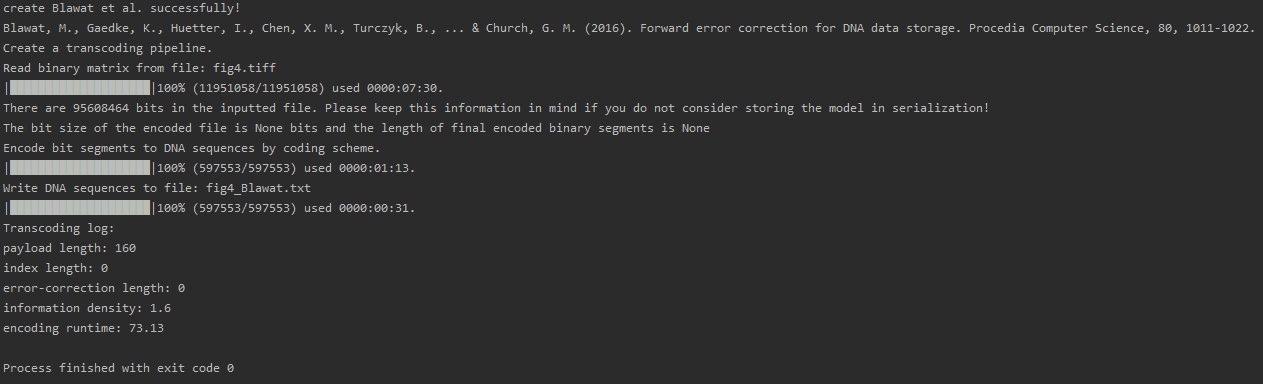 create Blawat et al. successfully!
Blawat, M., Gaedke, K., Huetter, I., Chen, X. M., Turczyk, B., ... & Church, G. M. (2016). Forward error correction for DNA data storage. Procedia Computer Science, 80, 1011-1022.
Create a transcoding pipeline.
Read binary matrix from file: fig4.tiff
|████████████████████|100% (11951058/11951058) used 0000:07:30.
There are 95608464 bits in the inputted file. Please keep this information in mind if you do not consider storing the model in serialization!
The bit size of the encoded file is None bits and the length of final encoded binary segments is None
Encode bit segments to DNA sequences by coding scheme.
|████████████████████|100% (597553/597553) used 0000:01:13.
Write DNA sequences to file: fig4_Blawat.txt
|████████████████████|100% (597553/597553) used 0000:00:31.
Transcoding log:
payload length: 160
index length: 0
error-correction length: 0
information density: 1.6
encoding runtime: 73.13
Process finished with exit code 0